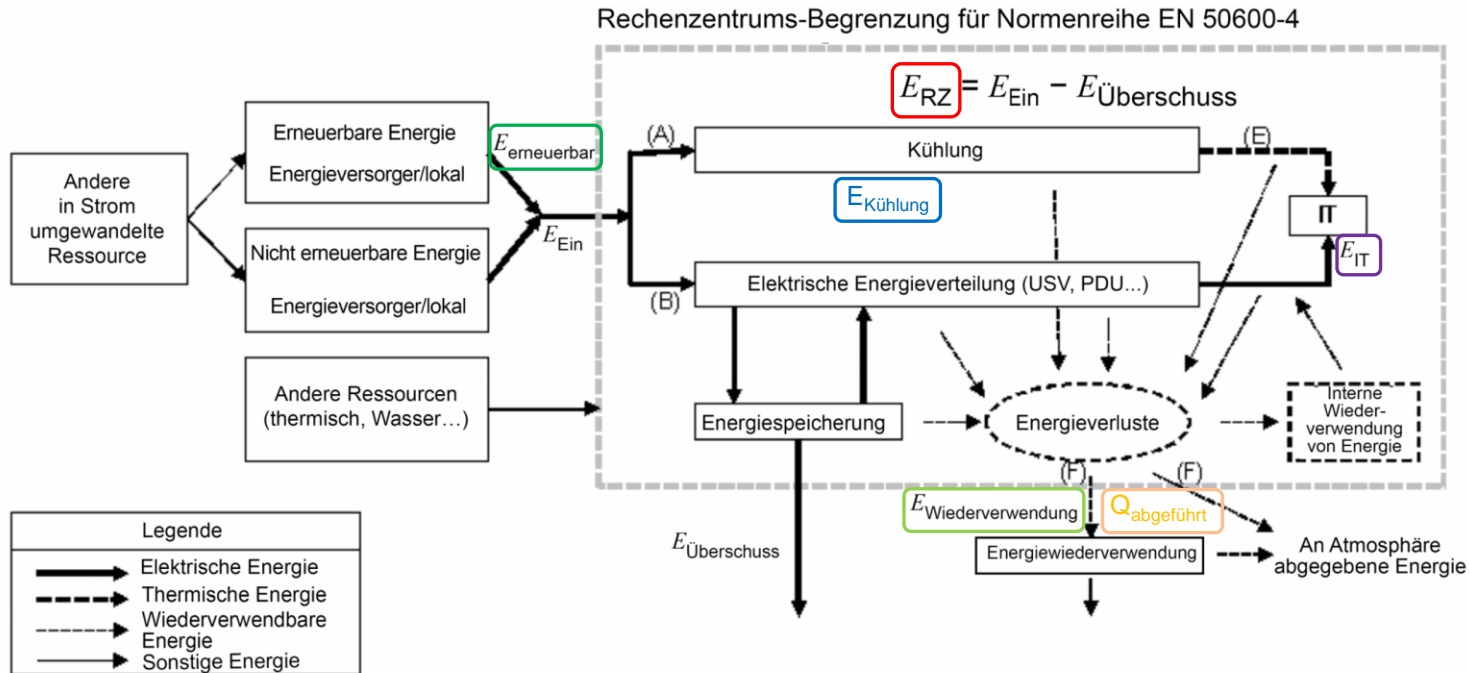 Rechenzentrums-Begrenzung für Normenreihe EN 50600-4
E_RZ = E_Ein − E_Überschuss
Andere
in Strom
umgewandelte
Ressource
Erneuerbare Energie
Energieversorger/lokal
E_erneuerbar
Nicht erneuerbare Energie
Energieversorger/lokal
E_Ein
Andere Ressourcen
(thermisch, Wasser…)
(A)
Kühlung
(E)
E_Kühlung
IT
E_IT
(B)
Elektrische Energieverteilung (USV, PDU...)
Energiespeicherung
Energieverluste
Interne
Wieder-
verwendung
von Energie
(F)
(F)
E_Wiederverwendung
Q_abgeführt
E_Überschuss
Energiewiederverwendung
An Atmosphäre
abgegebene Energie
Legende
Elektrische Energie
Thermische Energie
Wiederverwendbare
Energie
Sonstige Energie